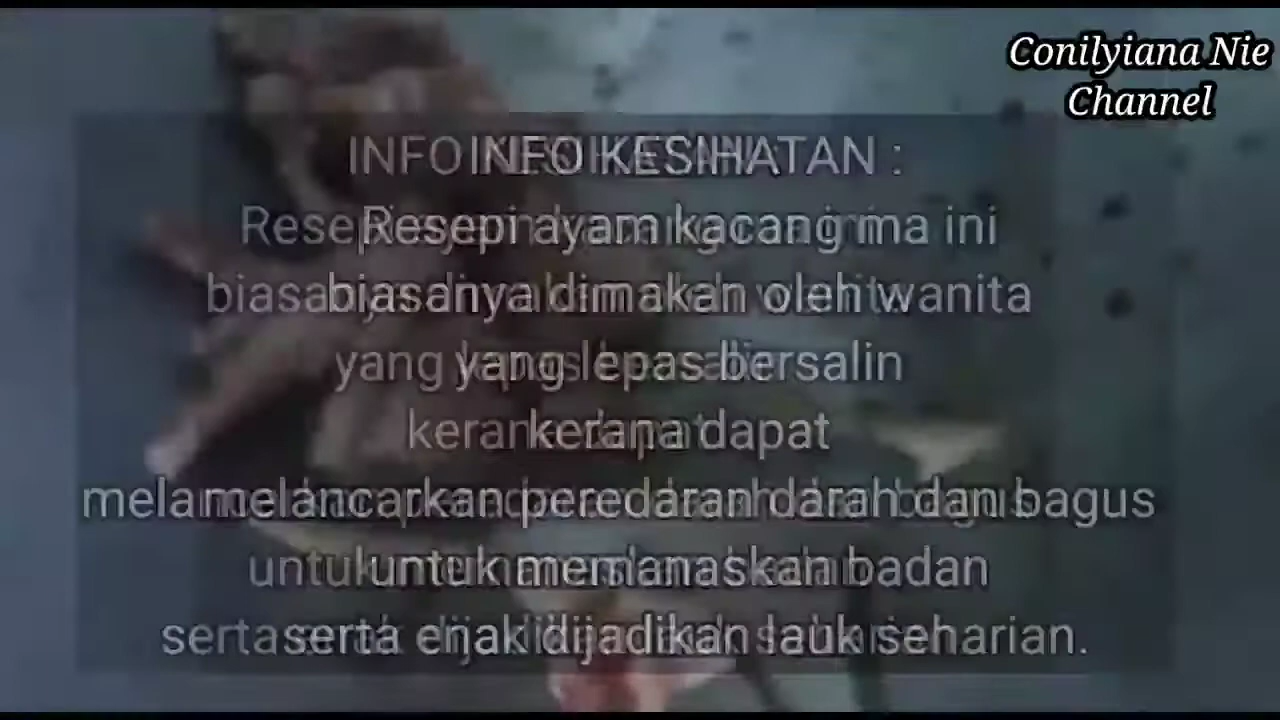 Conilyiana Nie
Channel
INFO KESIHATAN :
Resepi ayam kacang ma ini
biasanya dimakan oleh wanita
yang lepas bersalin
kerana dapat
melancarkan peredaran darah dan bagus
untuk memanaskan badan
serta enak dijadikan lauk seharian.